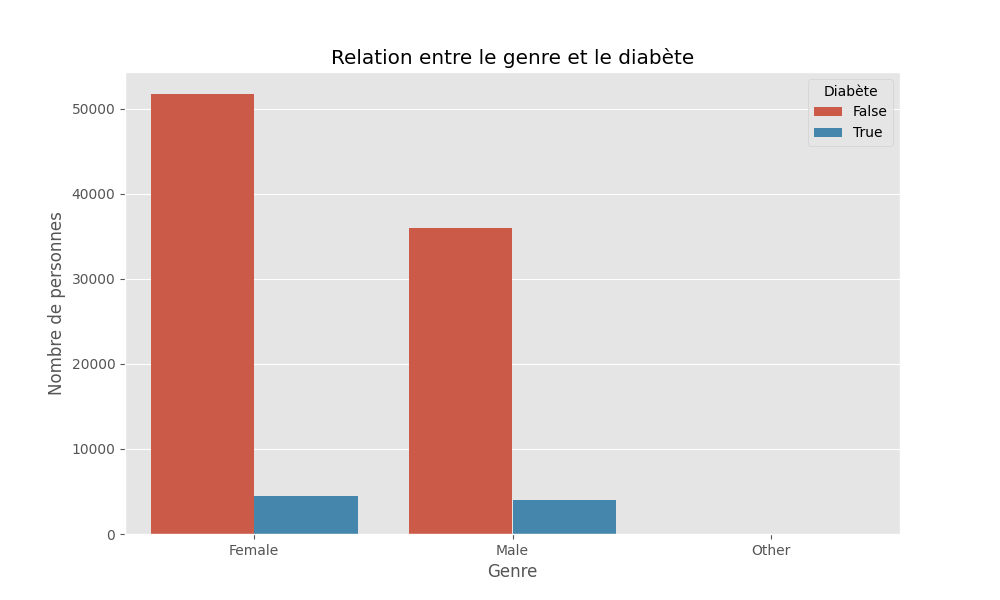 Relation entre le genre et le diabète
Diabète
False
True
Nombre de personnes
50000
40000
30000
20000
10000
0
Female
Male
Other
Genre